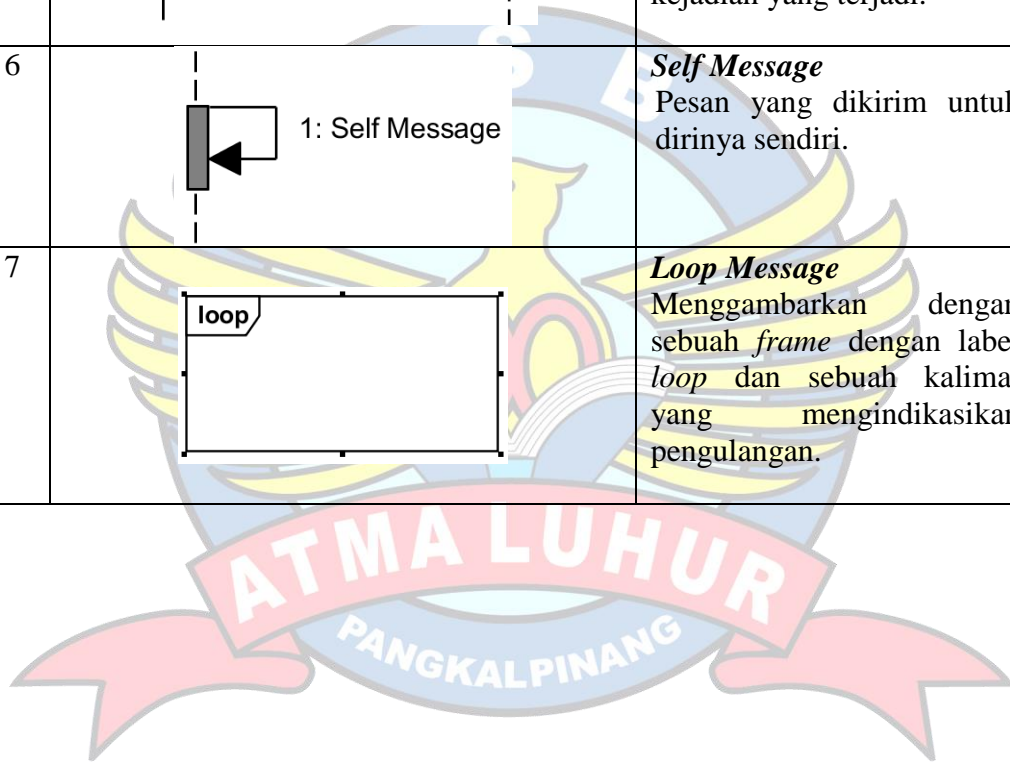 kejadian yang terjadi.
6
Self Message
Pesan yang dikirim untuk
dirinya sendiri.
1: Self Message
7
Loop Message
Menggambarkan dengan
sebuah frame dengan label
loop dan sebuah kalimat
yang mengindikasikan
pengulangan.
loop
S B
ATMA LUHUR
PANGKALPINANG